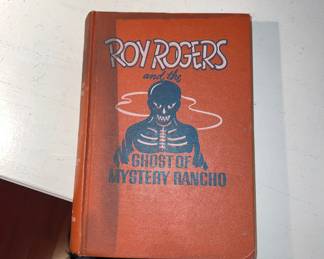 ROY ROGERS
and the
GHOST OF
MYSTERY RANCHO